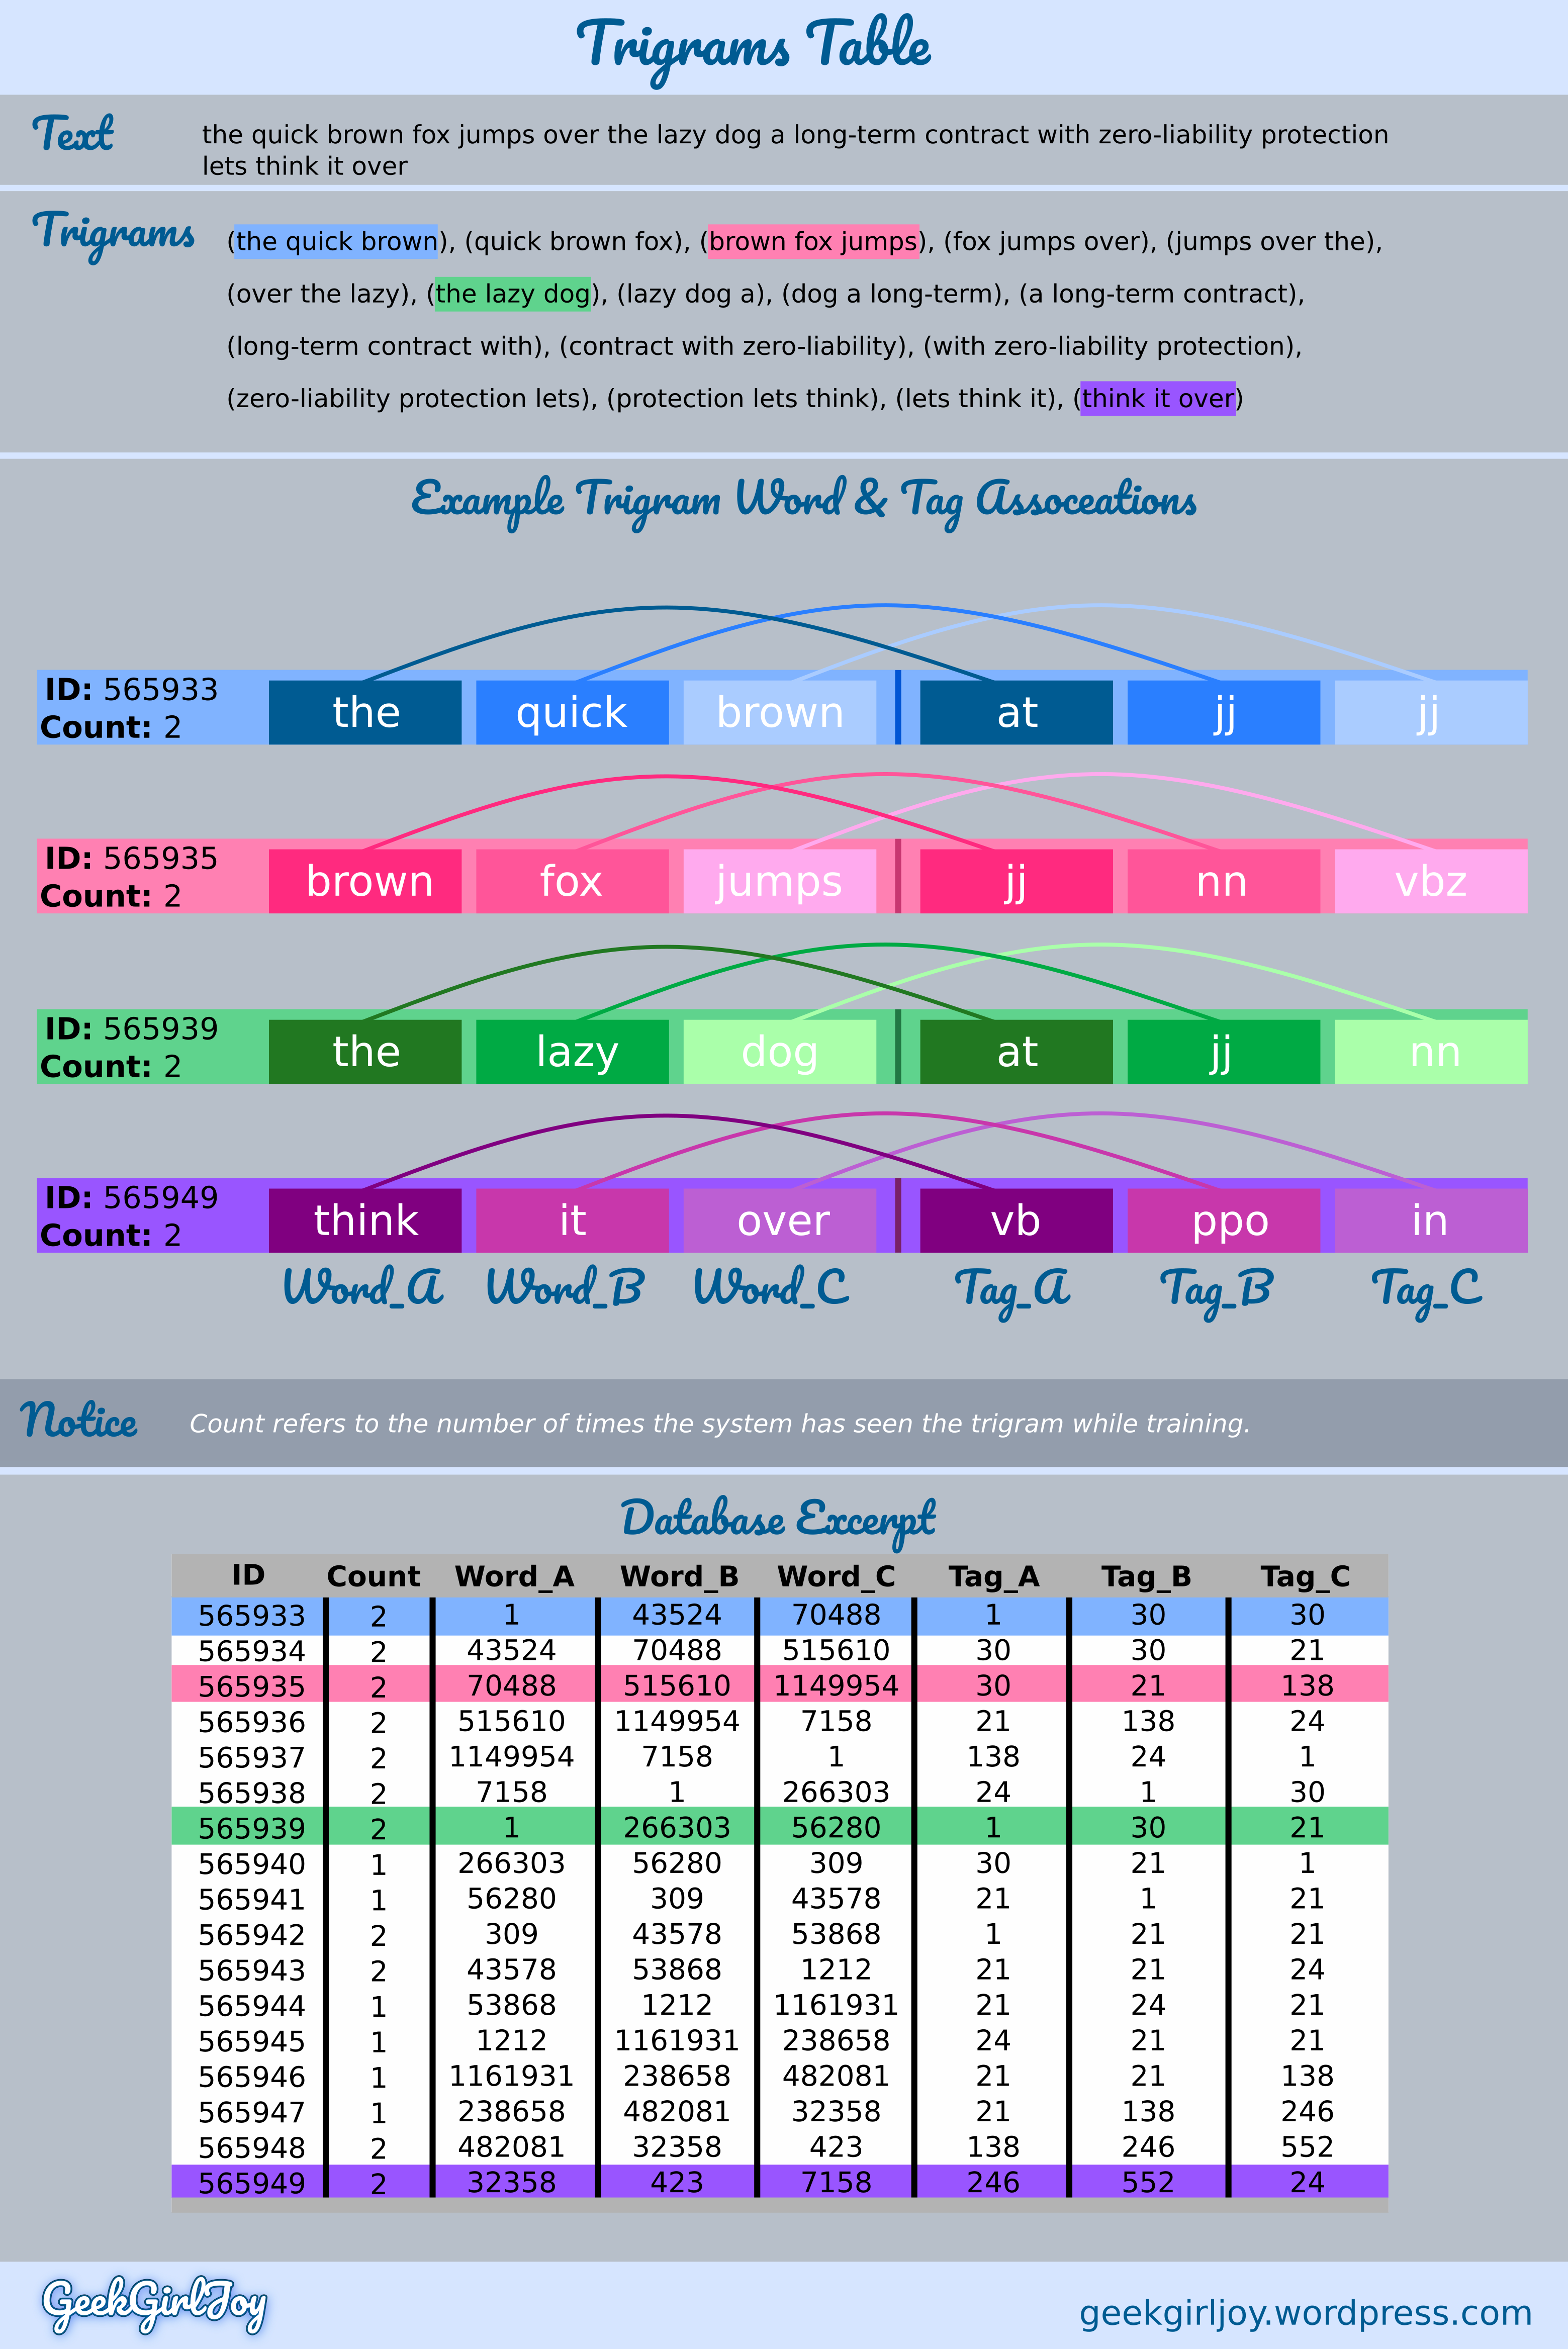 Trigrams Table
Text
the quick brown fox jumps over the lazy dog a long-term contract with zero-liability protection
lets think it over
Trigrams
(the quick brown), (quick brown fox), (brown fox jumps), (fox jumps over), (jumps over the),
(over the lazy), (the lazy dog), (lazy dog a), (dog a long-term), (a long-term contract),
(long-term contract with), (contract with zero-liability), (with zero-liability protection),
(zero-liability protection lets), (protection lets think), (lets think it), (think it over)
Example Trigram Word & Tag Assoceations
ID: 565933
Count: 2
the quick brown at jj jj
ID: 565935
Count: 2
brown fox jumps jj nn vbz
ID: 565939
Count: 2
the lazy dog at jj nn
ID: 565949
Count: 2
think it over vb ppo in
Word_A Word_B Word_C Tag_A Tag_B Tag_C
Notice
Count refers to the number of times the system has seen the trigram while training.
Database Excerpt
ID Count Word_A Word_B Word_C Tag_A Tag_B Tag_C
565933 2 1 43524 70488 1 30 30
565934 2 43524 70488 515610 30 30 21
565935 2 70488 515610 1149954 30 21 138
565936 2 515610 1149954 7158 21 138 24
565937 2 1149954 7158 1 138 24 1
565938 2 7158 1 266303 24 1 30
565939 2 1 266303 56280 1 30 21
565940 1 266303 56280 309 30 21 1
565941 1 56280 309 43578 21 1 21
565942 2 309 43578 53868 1 21 21
565943 2 43578 53868 1212 21 21 24
565944 1 53868 1212 1161931 21 24 21
565945 1 1212 1161931 238658 24 21 21
565946 1 1161931 238658 482081 21 21 138
565947 1 238658 482081 32358 21 138 246
565948 2 482081 32358 423 138 246 552
565949 2 32358 423 7158 246 552 24
GeekGirlJoy
geekgirljoy.wordpress.com